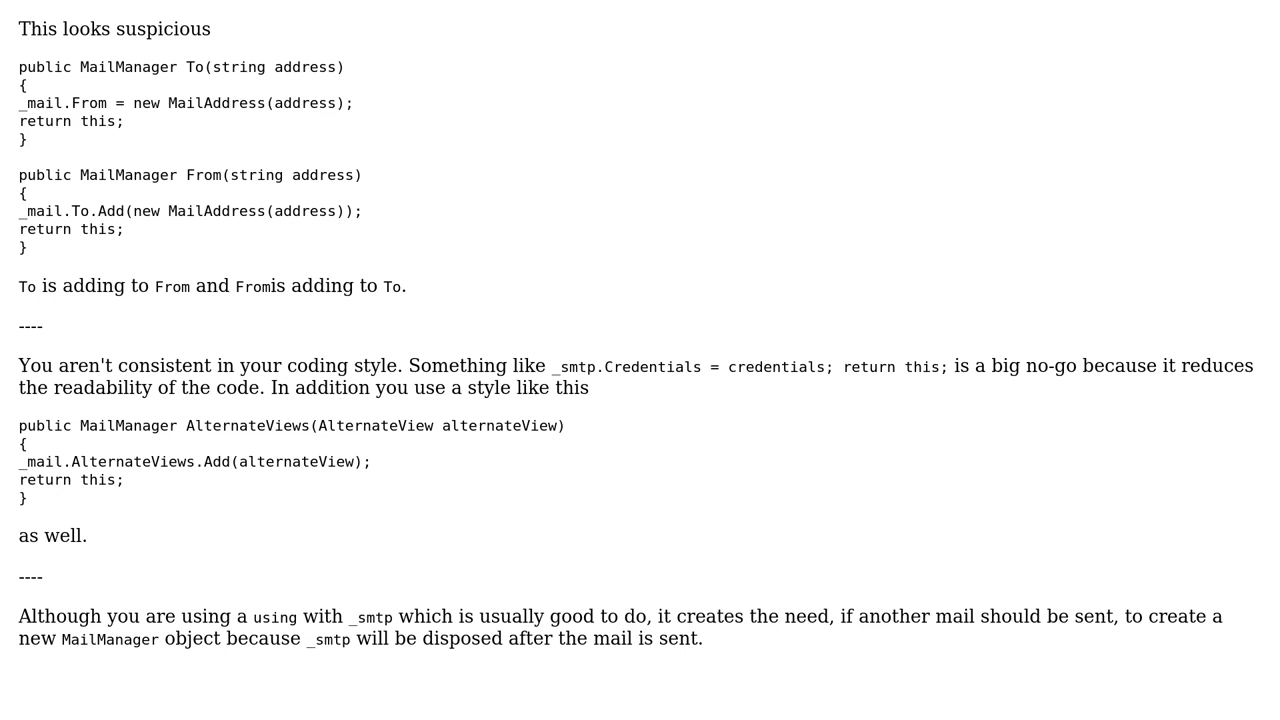 This looks suspicious
public MailManager To(string address)
{
_mail.From = new MailAddress(address);
return this;
}
public MailManager From(string address)
{
_mail.To.Add(new MailAddress(address));
return this;
}
To is adding to From and Fromis adding to To.
----
You aren't consistent in your coding style. Something like _smtp.Credentials = credentials; return this; is a big no-go because it reduces
the readability of the code. In addition you use a style like this
public MailManager AlternateViews(AlternateView alternateView)
{
_mail.AlternateViews.Add(alternateView);
return this;
}
as well.
----
Although you are using a using with _smtp which is usually good to do, it creates the need, if another mail should be sent, to create a
new MailManager object because _smtp will be disposed after the mail is sent.